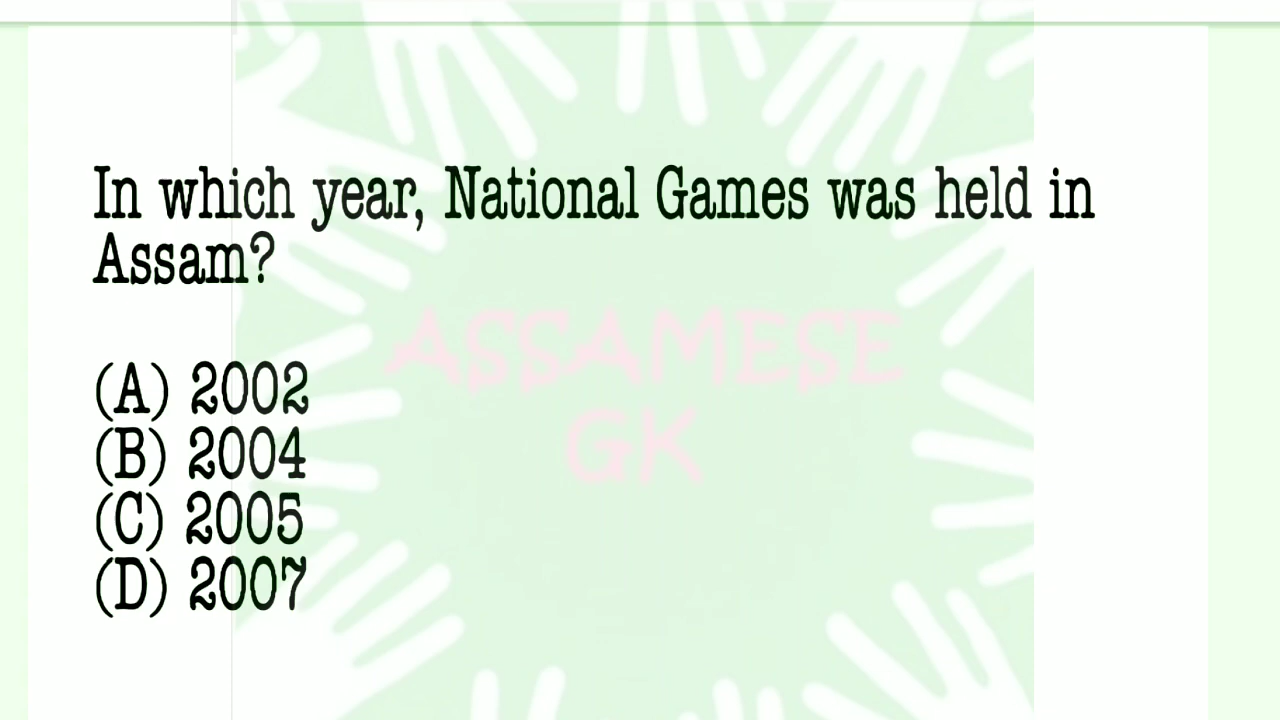 In which year, National Games was held in
Assam?
ASSAMESE
GK
(A) 2002
(B) 2004
(C) 2005
(D) 2007